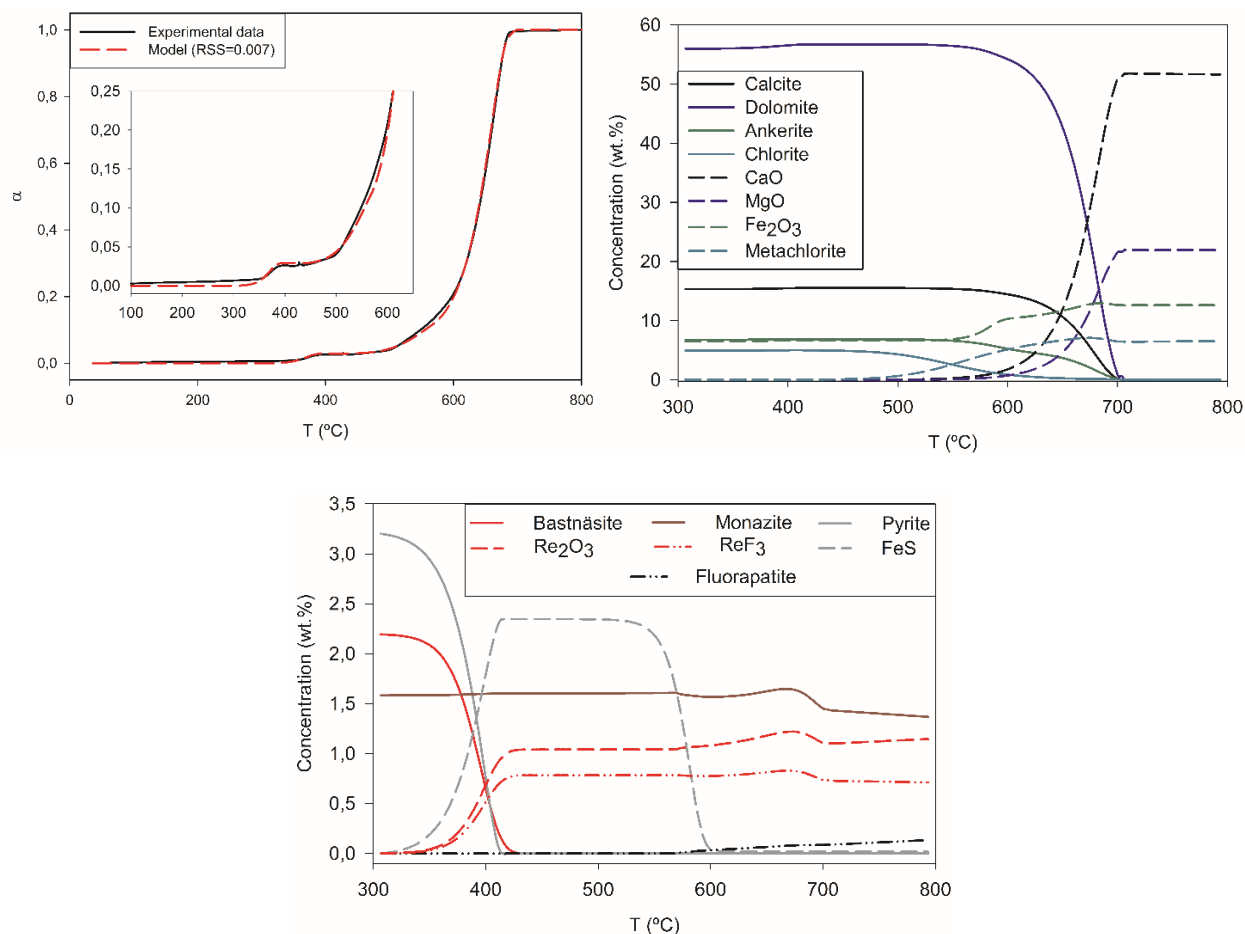 Experimental data
Model (RSS=0.007)
1,0
0,8
0,6
0,4
0,2
0,0
α
0,25
0,20
0,15
0,10
0,05
0,00
100 200 300 400 500 600
0 200 400 600 800
T (ºC)
60
50
40
30
20
10
0
Concentration (wt.%)
Calcite
Dolomite
Ankerite
Chlorite
CaO
MgO
Fe2O3
Metachlorite
300 400 500 600 700 800
T (ºC)
3,5
3,0
2,5
2,0
1,5
1,0
0,5
0,0
Concentration (wt.%)
Bastnäsite Monazite Pyrite
Re2O3 ReF3 FeS
Fluorapatite
300 400 500 600 700 800
T (ºC)